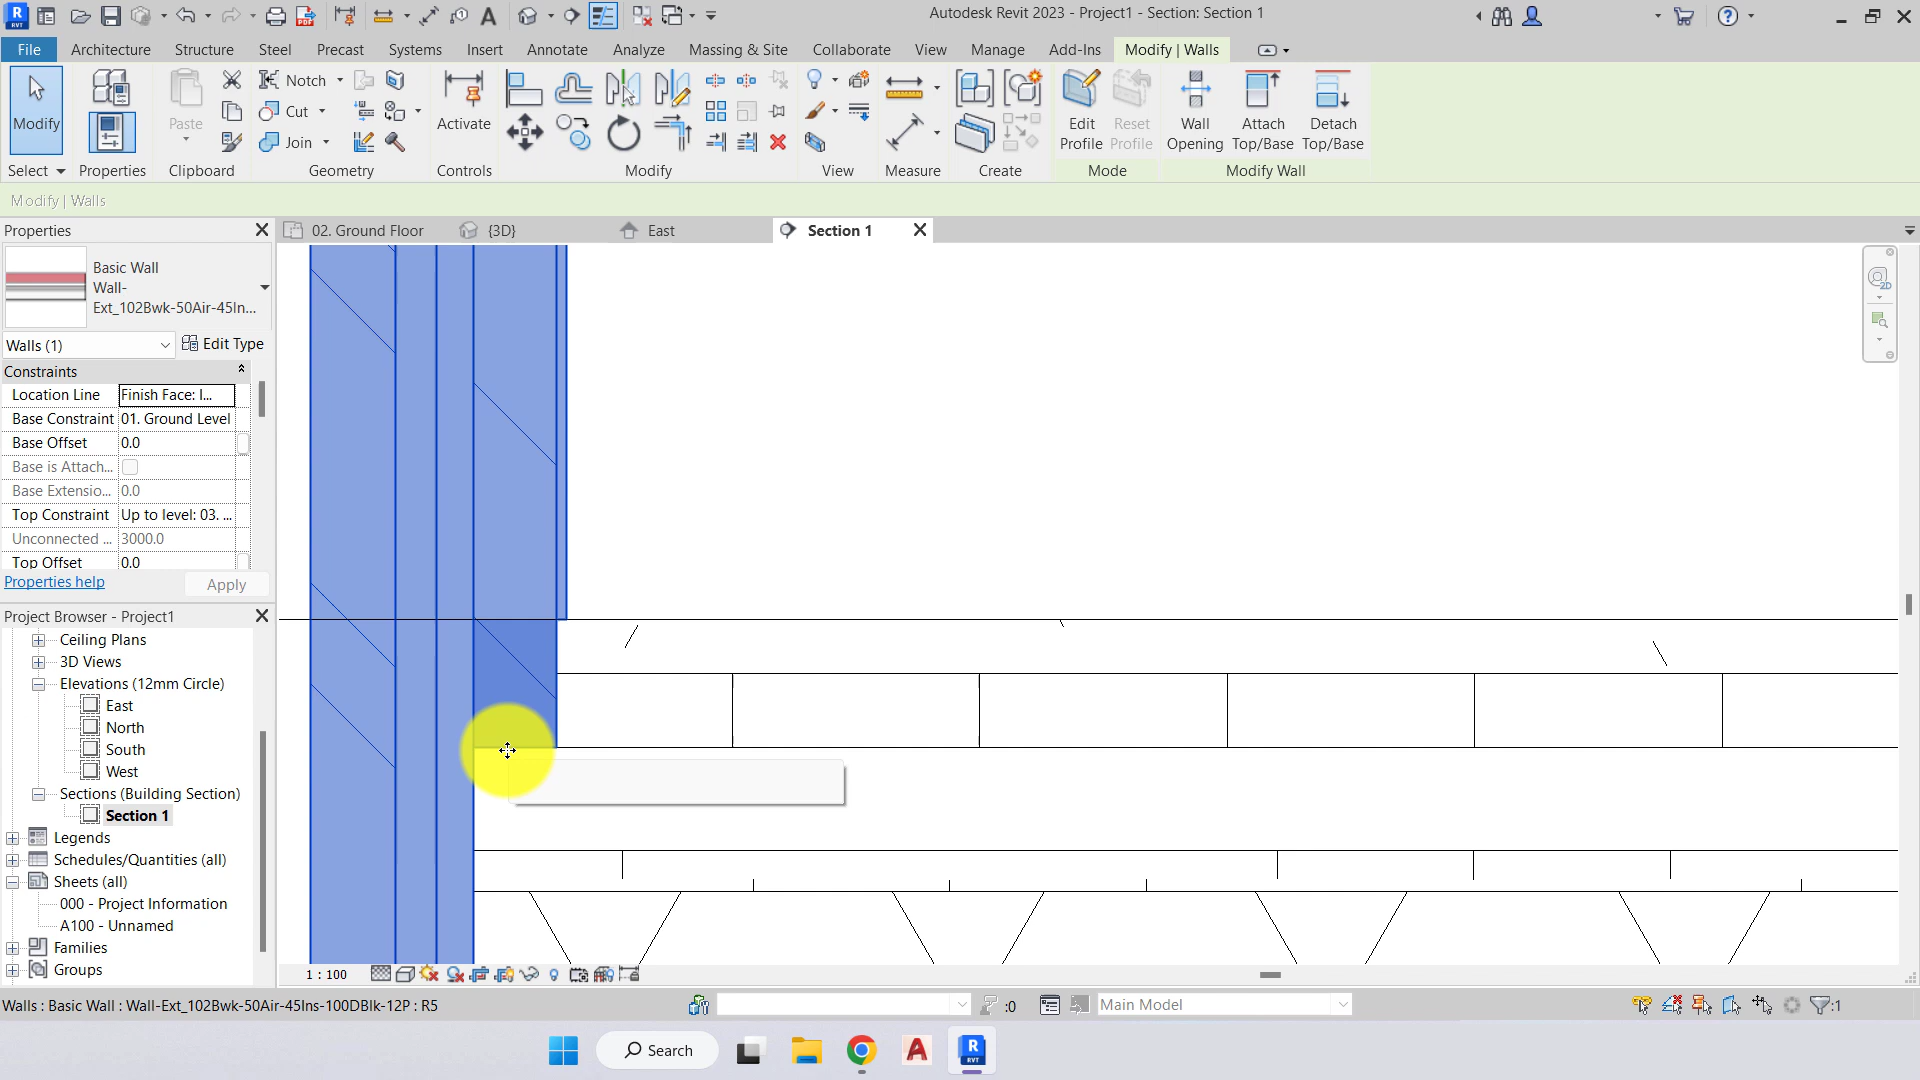 Autodesk Revit 2023 - Project1 - Section: Section 1
File Architecture Structure Steel Precast Systems Insert Annotate Analyze Massing & Site Collaborate View Manage Add-Ins Modify | Walls
Modify
Paste
Notch
Cut
Join
Activate
Edit
Profile
Reset
Profile
Wall
Opening
Attach
Top/Base
Detach
Top/Base
Select Properties Clipboard Geometry Controls Modify View Measure Create Mode Modify Wall
Modify | Walls
Properties
02. Ground Floor {3D} East Section 1
Basic Wall
Wall-
Ext_102Bwk-50Air-45In...
Walls (1) Edit Type
Constraints
Location Line Finish Face: I...
Base Constraint 01. Ground Level
Base Offset 0.0
Base is Attach...
Base Extensio... 0.0
Top Constraint Up to level: 03. ...
Unconnected ... 3000.0
Top Offset 0.0
Properties help Apply
Project Browser - Project1
Ceiling Plans
3D Views
Elevations (12mm Circle)
East
North
South
West
Sections (Building Section)
Section 1
Legends
Schedules/Quantities (all)
Sheets (all)
000 - Project Information
A100 - Unnamed
Families
Groups
2D
1 : 100
Walls : Basic Wall : Wall-Ext_102Bwk-50Air-45Ins-100DBlk-12P : R5
:0
Main Model
:1
Search
R
RVT